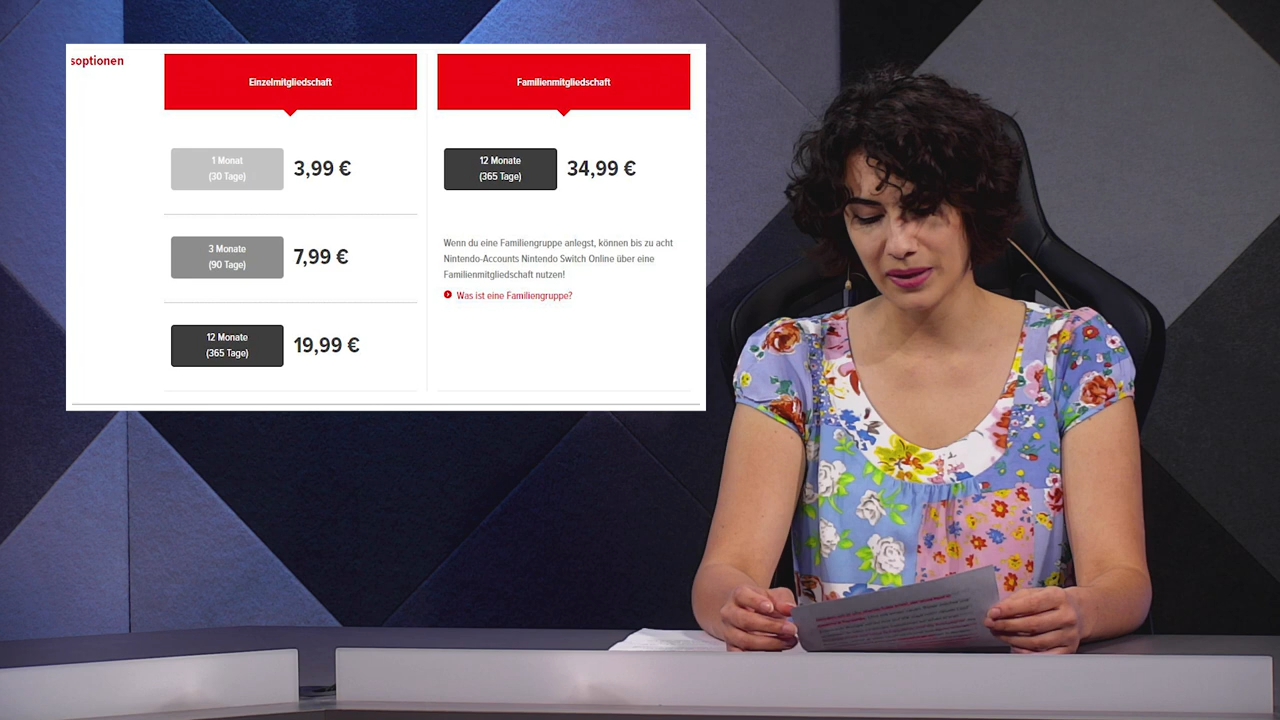 soptionen
Einzelmitgliedschaft
1 Monat
(30 Tage)
3,99 €
3 Monate
(90 Tage)
7,99 €
12 Monate
(365 Tage)
19,99 €
Familienmitgliedschaft
12 Monate
(365 Tage)
34,99 €
Wenn du eine Familiengruppe anlegst, können bis zu acht
Nintendo-Accounts Nintendo Switch Online über eine
Familienmitgliedschaft nutzen!
Was ist eine Familiengruppe?